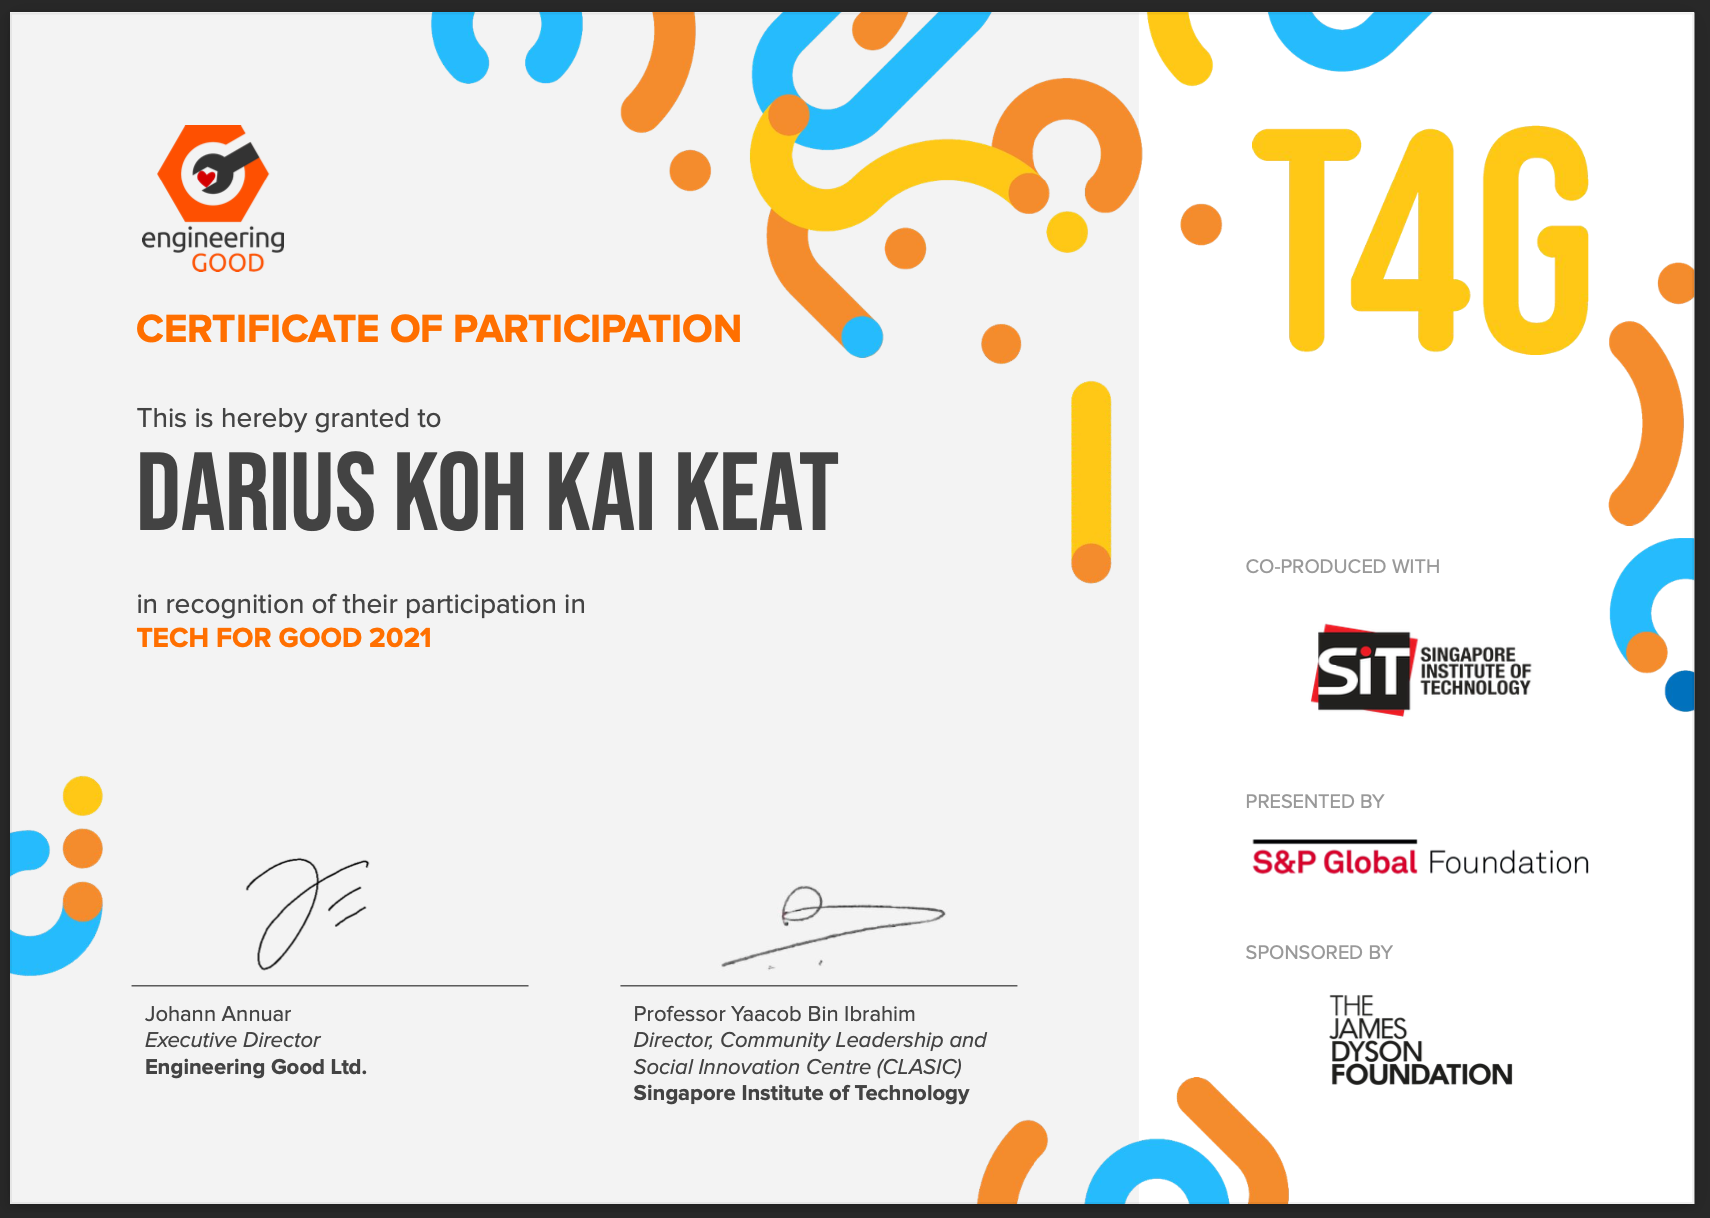 engineering
GOOD
CERTIFICATE OF PARTICIPATION
This is hereby granted to
DARIUS KOH KAI KEAT
in recognition of their participation in
TECH FOR GOOD 2021
Johann Annuar
Executive Director
Engineering Good Ltd.
Professor Yaacob Bin Ibrahim
Director, Community Leadership and
Social Innovation Centre (CLASIC)
Singapore Institute of Technology
T4G
CO-PRODUCED WITH
SiT
SINGAPORE
INSTITUTE OF
TECHNOLOGY
PRESENTED BY
S&P Global Foundation
SPONSORED BY
THE
JAMES
DYSON
FOUNDATION